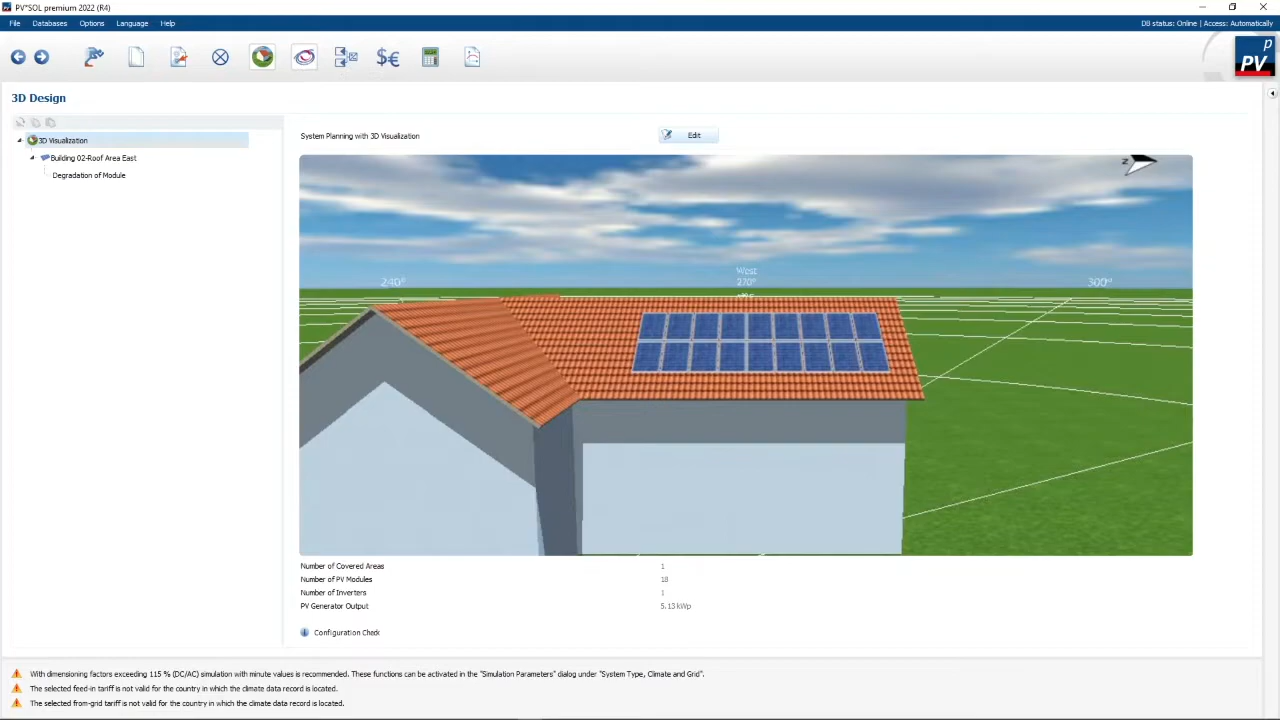 PV*SOL premium 2022 (R4)
File Databases Options Language Help
DB status: Online | Access: Automatically
$€
p
PV
3D Design
3D Visualization
Building 02-Roof Area East
Degradation of Module
System Planning with 3D Visualization
Edit
Z
West
240° 270° 300°
Number of Covered Areas 1
Number of PV Modules 18
Number of Inverters 1
PV Generator Output 5.13 kWp
Configuration Check
With dimensioning factors exceeding 115 % (DC/AC) simulation with minute values is recommended. These functions can be activated in the "Simulation Parameters" dialog under "System Type, Climate and Grid".
The selected feed-in tariff is not valid for the country in which the climate data record is located.
The selected from-grid tariff is not valid for the country in which the climate data record is located.